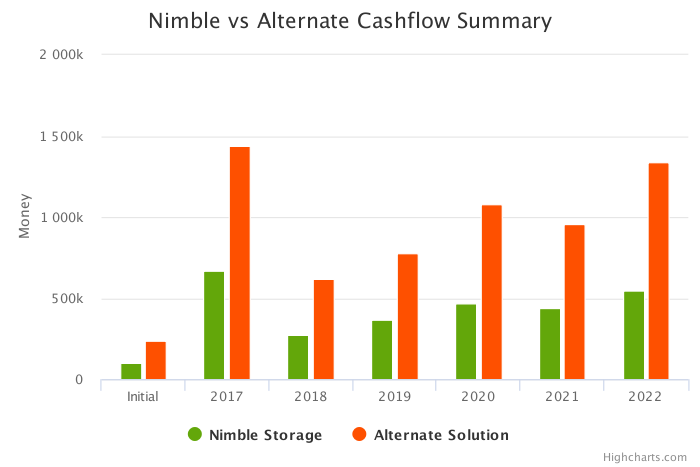 Nimble vs Alternate Cashflow Summary
2 000k
1 500k
1 000k
500k
0
Money
Initial 2017 2018 2019 2020 2021 2022
Nimble Storage Alternate Solution
Highcharts.com